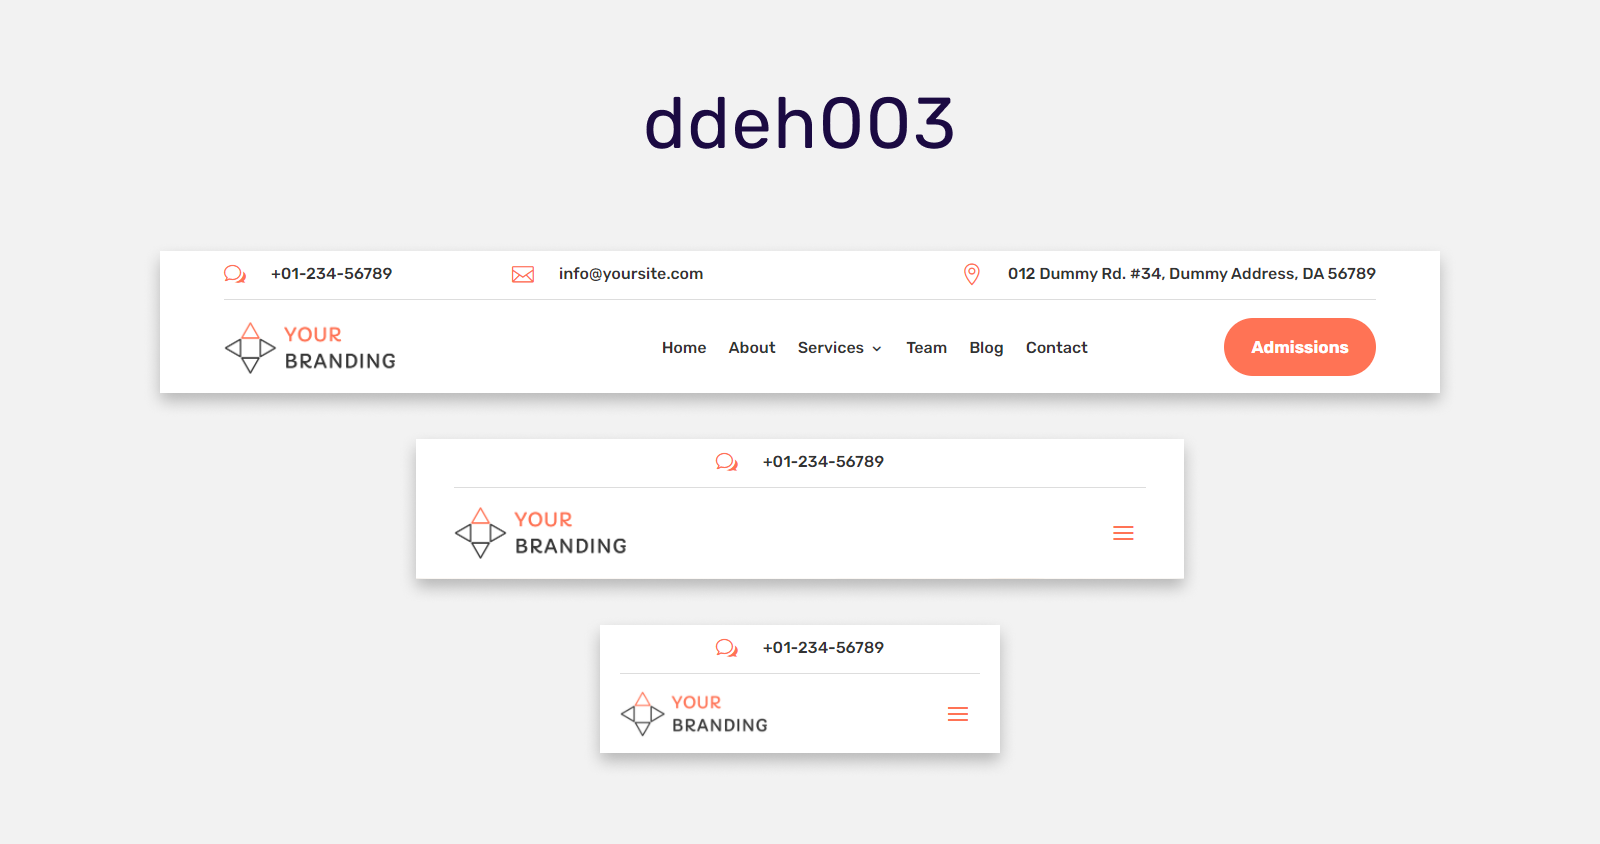 ddeh003
+01-234-56789 info@yoursite.com 012 Dummy Rd. #34, Dummy Address, DA 56789
YOUR
BRANDING
Home About Services Team Blog Contact Admissions
+01-234-56789
YOUR
BRANDING
+01-234-56789
YOUR
BRANDING